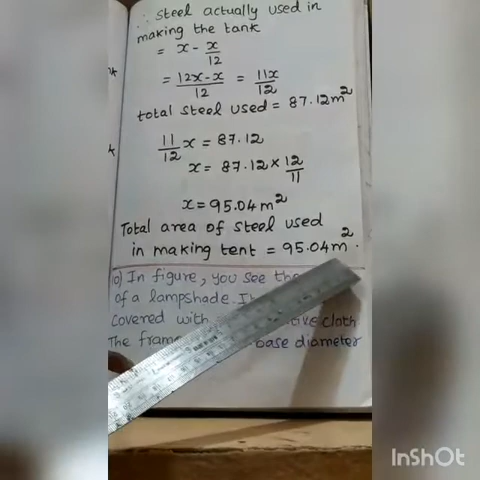 ∴ Steel actually used in
making the tank
= x - x/12
= 12x-x/12 = 11x/12
total steel used = 87.12m²
11/12 x = 87.12
x = 87.12 × 12/11
x = 95.04 m²
Total area of steel used
in making tent = 95.04m².
10) In figure, you see the
of a lampshade. It
covered with cloth
The frame base diameter
InShOt